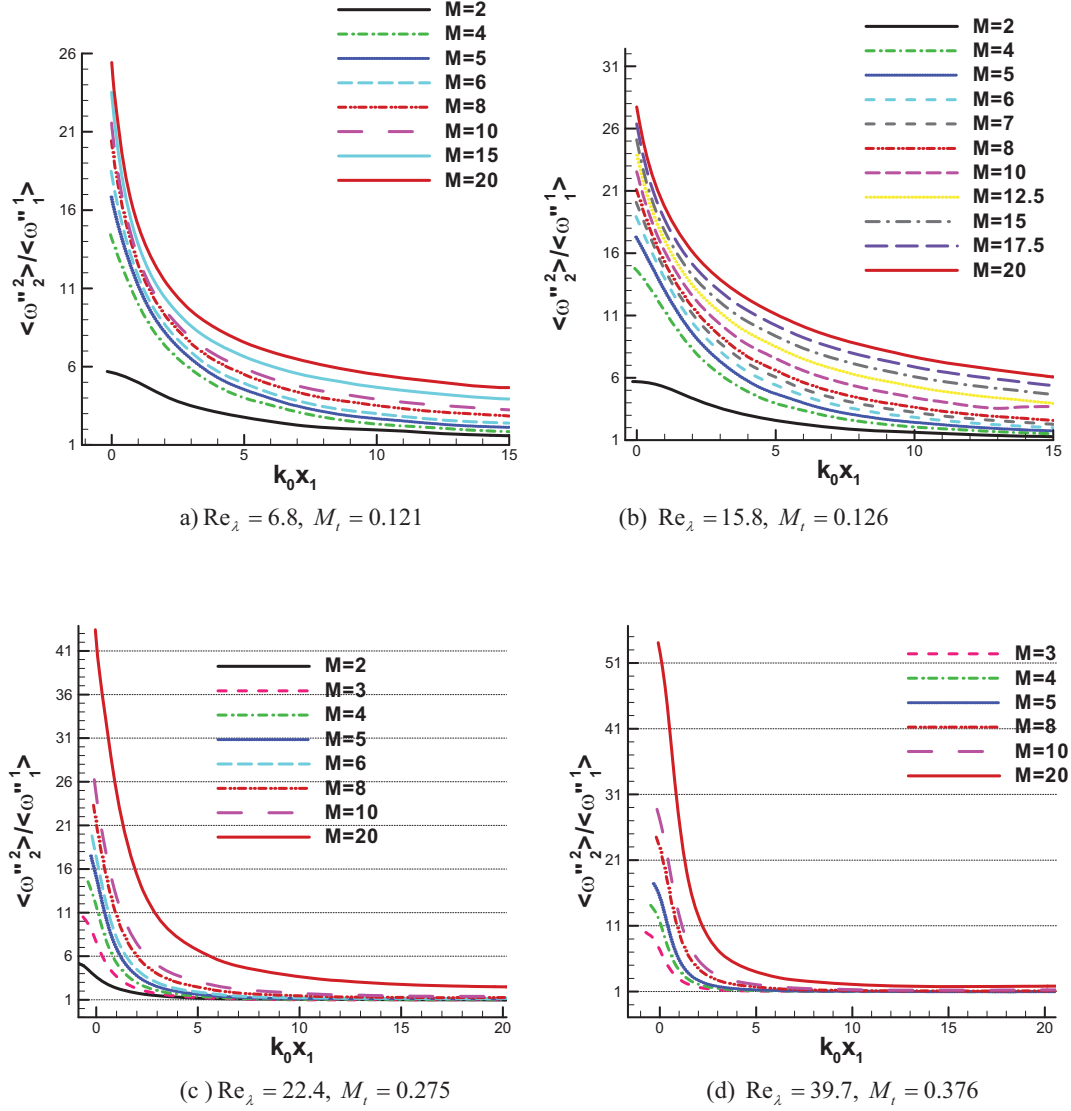 M=2
M=4
M=5
M=6
M=8
M=10
M=15
M=20
26
21
16
11
6
1
<ω'''²₂>/<ω'''²₁>
0 5 10 15
k₀x₁
a) Re_λ = 6.8, M_t = 0.121
M=2
M=4
M=5
M=6
M=7
M=8
M=10
M=12.5
M=15
M=17.5
M=20
31
26
21
16
11
6
1
<ω'''²₂>/<ω'''²₁>
0 5 10 15
k₀x₁
(b) Re_λ = 15.8, M_t = 0.126
M=2
M=3
M=4
M=5
M=6
M=8
M=10
M=20
41
36
31
26
21
16
11
6
1
<ω'''²₂>/<ω'''²₁>
0 5 10 15 20
k₀x₁
(c ) Re_λ = 22.4, M_t = 0.275
M=3
M=4
M=5
M=8
M=10
M=20
51
41
31
21
11
1
<ω'''²₂>/<ω'''²₁>
0 5 10 15 20
k₀x₁
(d) Re_λ = 39.7, M_t = 0.376